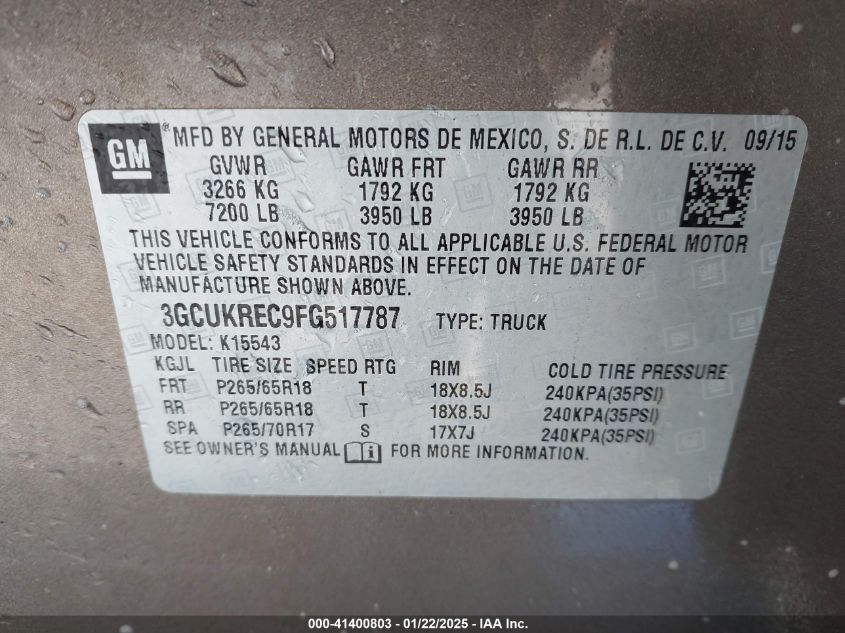 GM ® MFD BY GENERAL MOTORS DE MEXICO, S. DE R.L. DE C.V. 09/15
GVWR GAWR FRT GAWR RR
3266 KG 1792 KG 1792 KG
7200 LB 3950 LB 3950 LB
THIS VEHICLE CONFORMS TO ALL APPLICABLE U.S. FEDERAL MOTOR
VEHICLE SAFETY STANDARDS IN EFFECT ON THE DATE OF
MANUFACTURE SHOWN ABOVE.
3GCUKREC9FG517787 TYPE: TRUCK
MODEL: K15543
KGJL TIRE SIZE SPEED RTG RIM COLD TIRE PRESSURE
FRT P265/65R18 T 18X8.5J 240KPA(35PSI)
RR P265/65R18 T 18X8.5J 240KPA(35PSI)
SPA P265/70R17 S 17X7J 240KPA(35PSI)
SEE OWNER'S MANUAL FOR MORE INFORMATION.
000-41400803 - 01/22/2025 - IAA Inc.